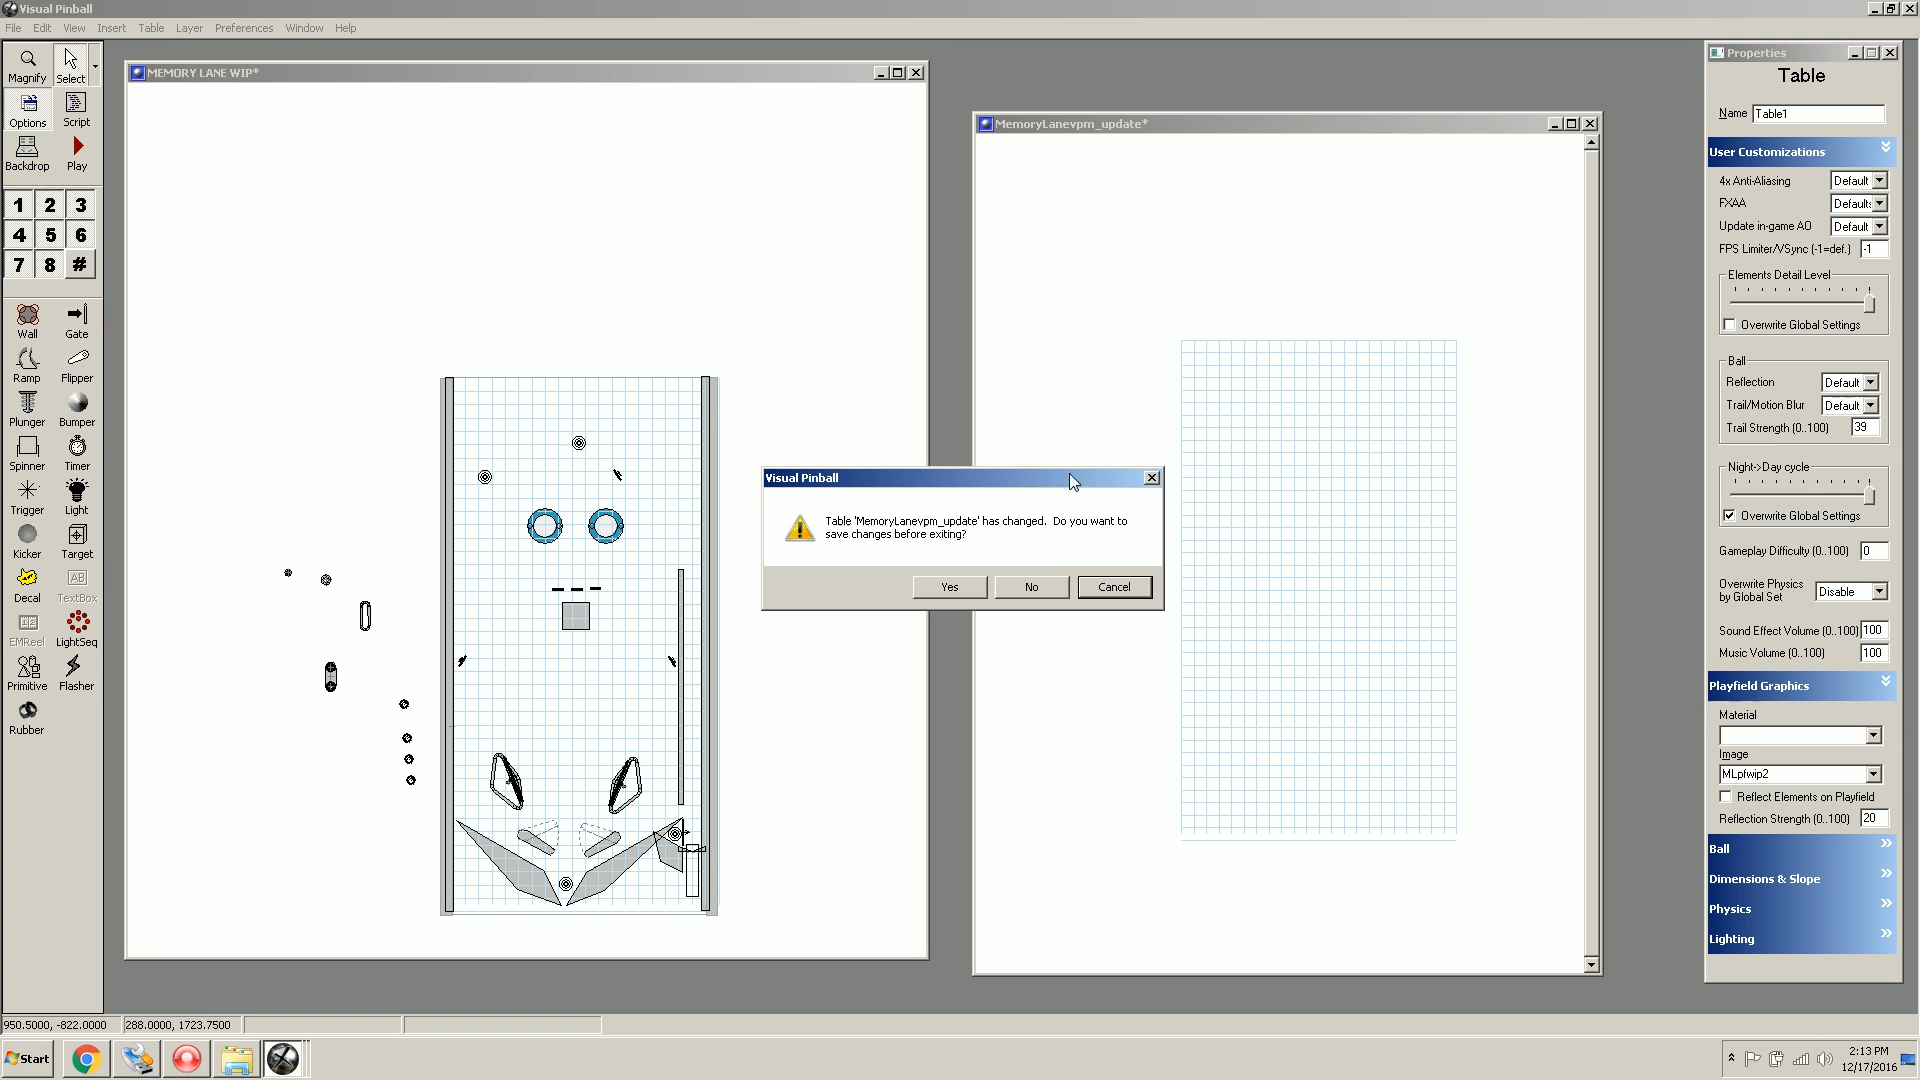 Visual Pinball
File Edit View Insert Table Layer Preferences Window Help
Magnify Select
Options Script
Backdrop Play
1 2 3
4 5 6
7 8 #
Wall Gate
Ramp Flipper
Plunger Bumper
Spinner Timer
Trigger Light
Kicker Target
AB
Decal TextBox
EMReel LightSeq
Primitive Flasher
Rubber
MEMORY LANE WIP*
MemoryLanevpm_update*
Visual Pinball
Table 'MemoryLanevpm_update' has changed. Do you want to
save changes before exiting?
Yes No Cancel
Properties
Table
Name Table1
User Customizations
4x Anti-Aliasing Default
FXAA Defaults
Update in-game AO Default
FPS Limiter/VSync (-1=def.) -1
Elements Detail Level
Overwrite Global Settings
Ball
Reflection Default
Trail/Motion Blur Default
Trail Strength (0..100) 39
Night->Day cycle
Overwrite Global Settings
Gameplay Difficulty (0..100) 0
Overwrite Physics
by Global Set Disable
Sound Effect Volume (0..100) 100
Music Volume (0..100) 100
Playfield Graphics
Material
Image
MLpfwip2
Reflect Elements on Playfield
Reflection Strength (0..100) 20
Ball
Dimensions & Slope
Physics
Lighting
950.5000, -822.0000 288.0000, 1723.7500
Start
2:13 PM
12/17/2016